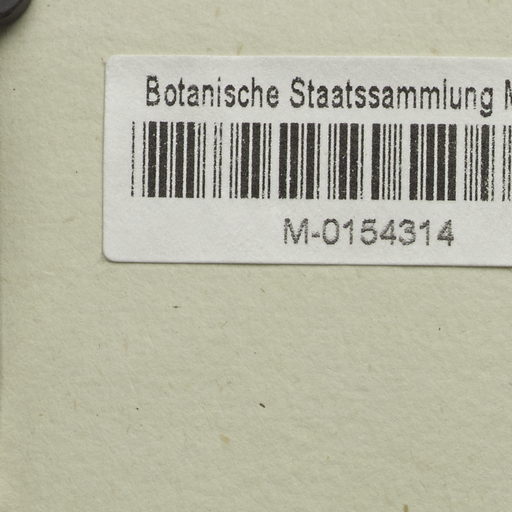 Botanische Staatssammlung M
M-0154314